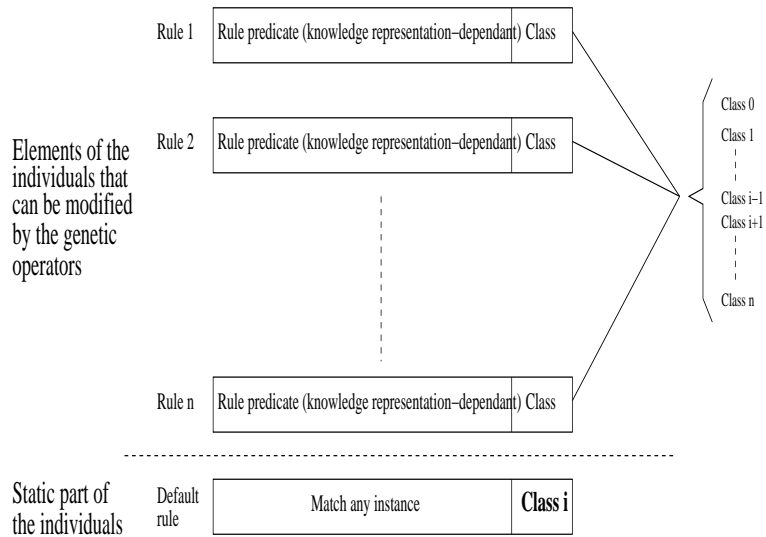 Rule 1
Rule predicate (knowledge representation–dependant) Class
Rule 2
Rule predicate (knowledge representation–dependant) Class
Elements of the
individuals that
can be modified
by the genetic
operators
Class 0
Class 1
Class i–1
Class i+1
Class n
Rule n
Rule predicate (knowledge representation–dependant) Class
Static part of
the individuals
Default
rule
Match any instance
Class i